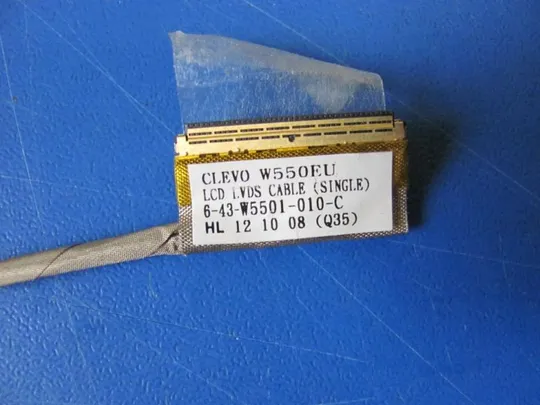 CLEVO W550EU
LCD LVDS CABLE (SINGLE)
6-43-W5501-010-C
HL 12 10 08 (Q35)